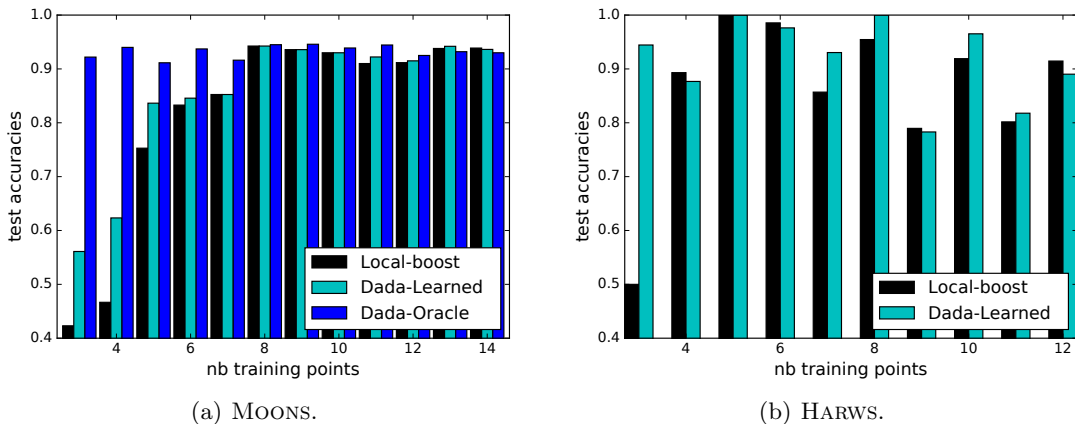 1.0
0.9
0.8
0.7
0.6
0.5
0.4
test accuracies
Local-boost
Dada-Learned
Dada-Oracle
4 6 8 10 12 14
nb training points
(a) MOONS.
1.0
0.9
0.8
0.7
0.6
0.5
0.4
test accuracies
Local-boost
Dada-Learned
4 6 8 10 12
nb training points
(b) HARWS.